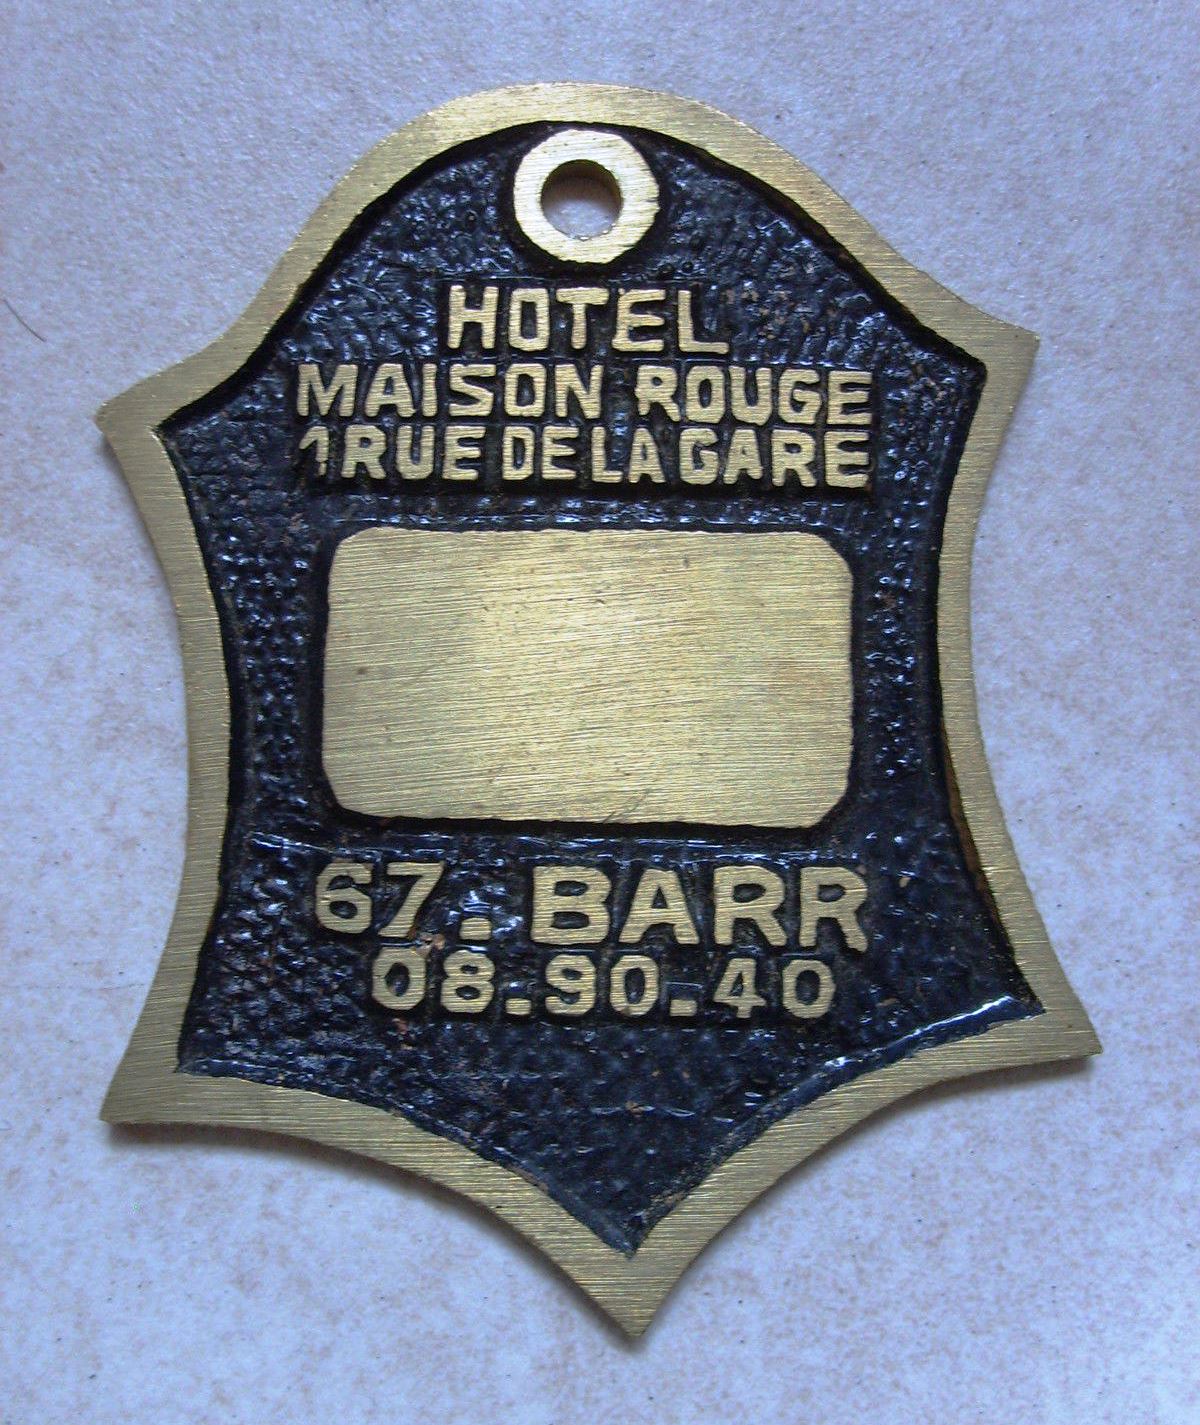 HOTEL
MAISON ROUGE
1 RUE DE LA GARE
67. BARR
08.90.40